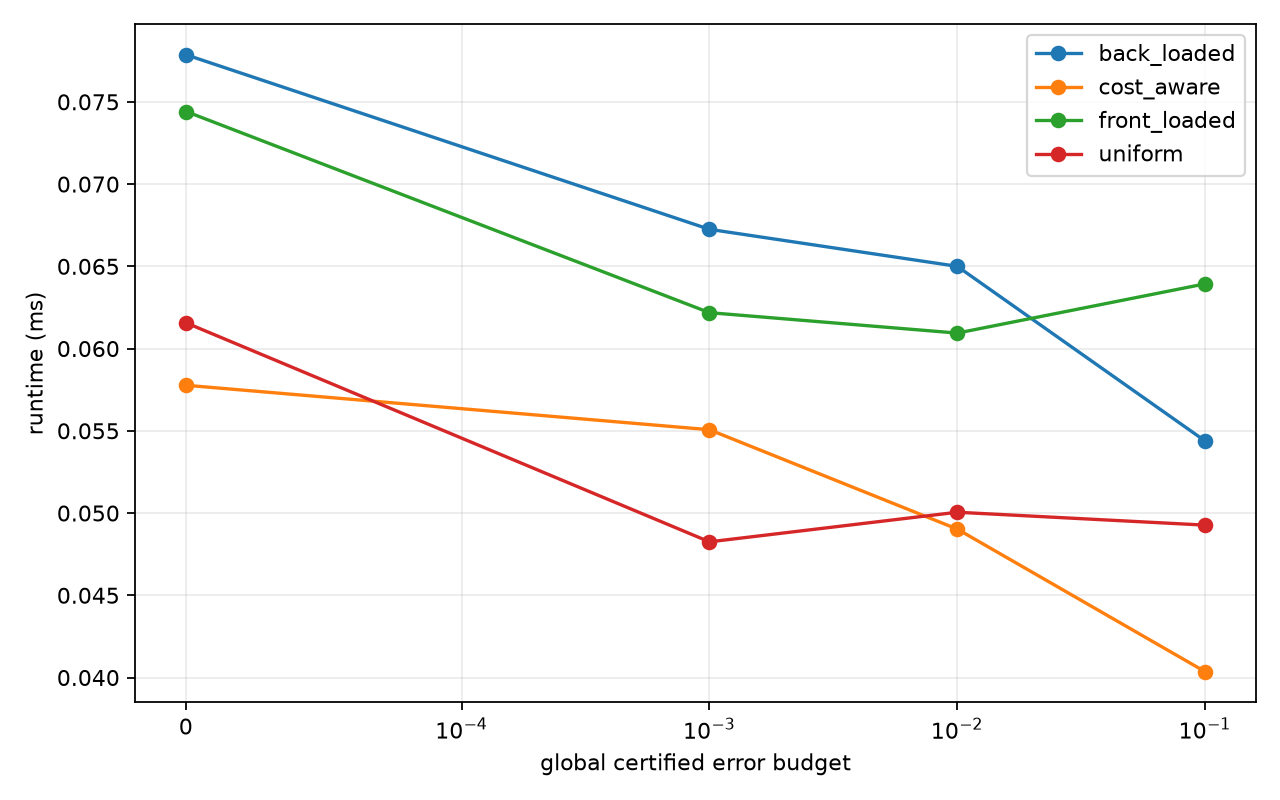 back_loaded
cost_aware
front_loaded
uniform
0.075
0.070
0.065
0.060
0.055
0.050
0.045
0.040
runtime (ms)
0 10⁻⁴ 10⁻³ 10⁻² 10⁻¹
global certified error budget